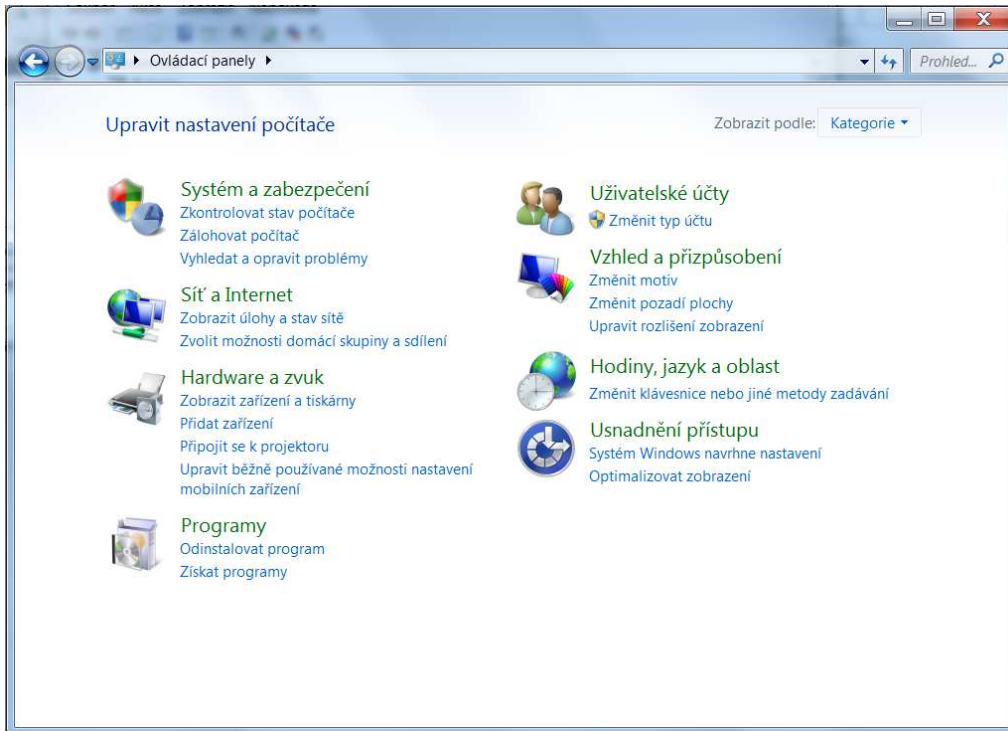 Ovládací panely
Prohled...
Upravit nastavení počítače
Zobrazit podle: Kategorie
Systém a zabezpečení
Zkontrolovat stav počítače
Zálohovat počítač
Vyhledat a opravit problémy
Síť a Internet
Zobrazit úlohy a stav sítě
Zvolit možnosti domácí skupiny a sdílení
Hardware a zvuk
Zobrazit zařízení a tiskárny
Přidat zařízení
Připojit se k projektoru
Upravit běžně používané možnosti nastavení
mobilních zařízení
Programy
Odinstalovat program
Získat programy
Uživatelské účty
Změnit typ účtu
Vzhled a přizpůsobení
Změnit motiv
Změnit pozadí plochy
Upravit rozlišení zobrazení
Hodiny, jazyk a oblast
Změnit klávesnice nebo jiné metody zadávání
Usnadnění přístupu
Systém Windows navrhne nastavení
Optimalizovat zobrazení